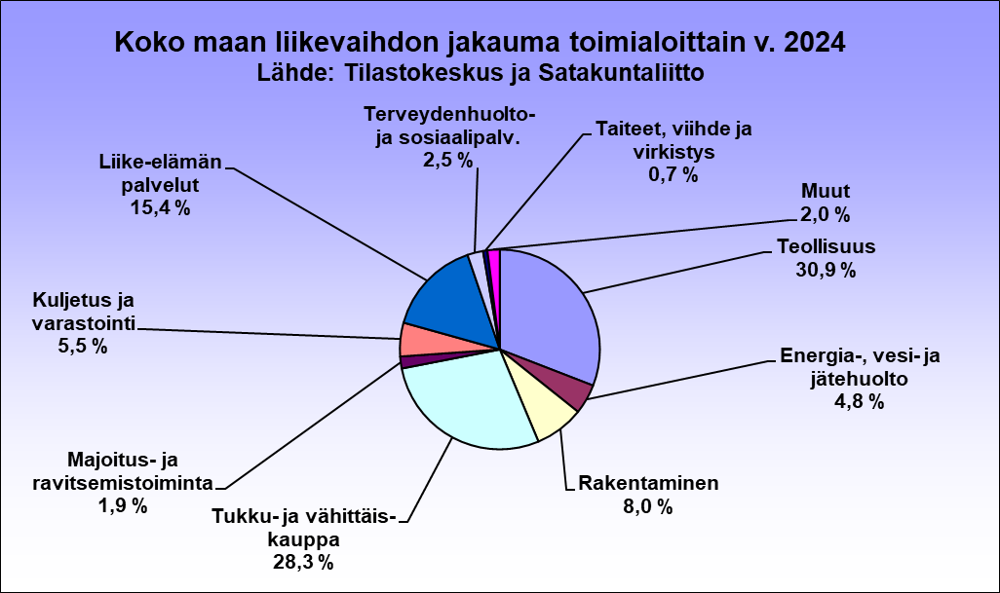 Koko maan liikevaihdon jakauma toimialoittain v. 2024
Lähde: Tilastokeskus ja Satakuntaliitto
Terveydenhuolto-
ja sosiaalipalv.
2,5 %
Taiteet, viihde ja
virkistys
0,7 %
Liike-elämän
palvelut
15,4 %
Muut
2,0 %
Teollisuus
30,9 %
Kuljetus ja
varastointi
5,5 %
Energia-, vesi- ja
jätehuolto
4,8 %
Majoitus- ja
ravitsemistoiminta
1,9 %
Rakentaminen
8,0 %
Tukku- ja vähittäis-
kauppa
28,3 %